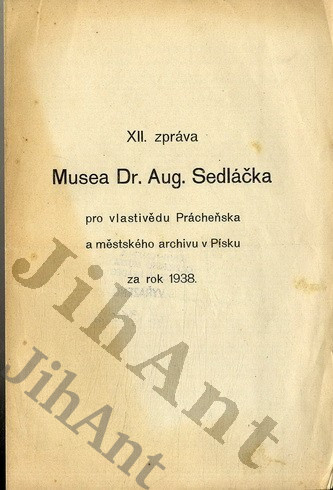 XII. zpráva
Musea Dr. Aug. Sedláčka
pro vlastivědu Prácheňska
a městského archivu v Písku
za rok 1938.
JihAnt
JihAnt